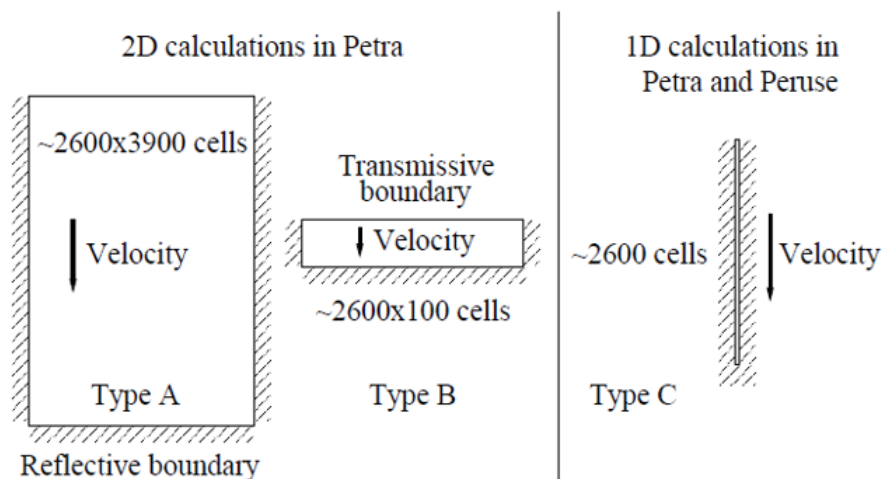 2D calculations in Petra
~2600x3900 cells
Velocity
Type A
Reflective boundary
Transmissive
boundary
Velocity
~2600x100 cells
Type B
1D calculations in
Petra and Peruse
~2600 cells
Velocity
Type C